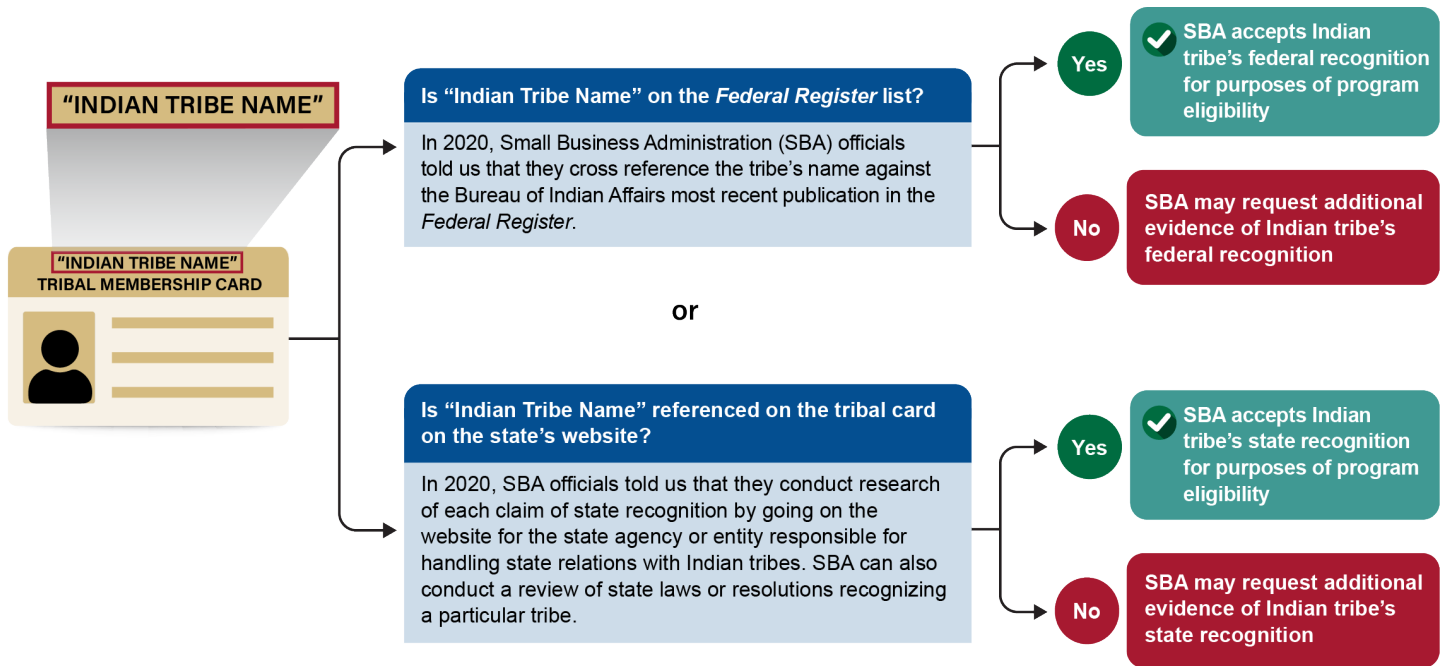 “INDIAN TRIBE NAME”
“INDIAN TRIBE NAME”
TRIBAL MEMBERSHIP CARD
Is “Indian Tribe Name” on the Federal Register list?
In 2020, Small Business Administration (SBA) officials
told us that they cross reference the tribe’s name against
the Bureau of Indian Affairs most recent publication in the
Federal Register.
Yes
SBA accepts Indian
tribe’s federal recognition
for purposes of program
eligibility
No
SBA may request additional
evidence of Indian tribe’s
federal recognition
or
Is “Indian Tribe Name” referenced on the tribal card
on the state’s website?
In 2020, SBA officials told us that they conduct research
of each claim of state recognition by going on the
website for the state agency or entity responsible for
handling state relations with Indian tribes. SBA can also
conduct a review of state laws or resolutions recognizing
a particular tribe.
Yes
SBA accepts Indian
tribe’s state recognition
for purposes of program
eligibility
No
SBA may request additional
evidence of Indian tribe’s
state recognition